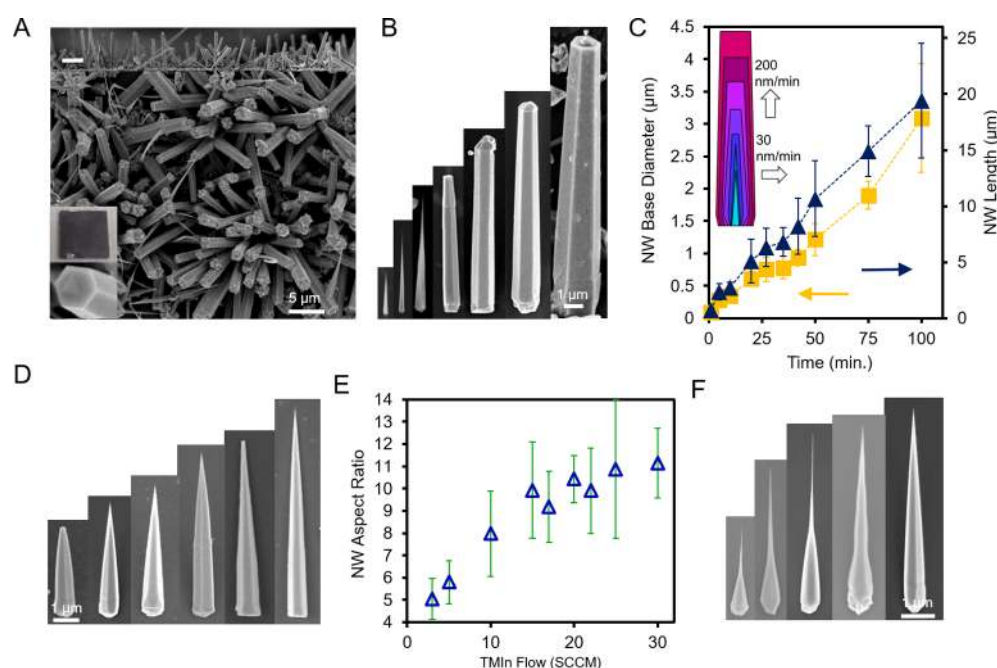 A
5 µm
B
1 µm
C
NW Base Diameter (µm)
4.5
4
3.5
3
2.5
2
1.5
1
0.5
0
200
nm/min
30
nm/min
25
20
15
10
5
0
NW Length (µm)
0
25
50
75
100
Time (min.)
D
1 µm
E
NW Aspect Ratio
14
13
12
11
10
9
8
7
6
5
4
0
10
20
30
TMIn Flow (SCCM)
F
1 µm